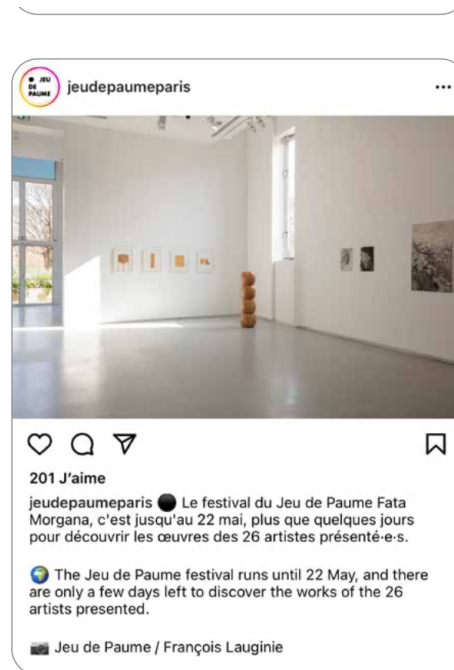 JEU
DE
PAUME
jeudepaumeparis
201 J'aime
jeudepaumeparis ⚫ Le festival du Jeu de Paume Fata
Morgana, c'est jusqu'au 22 mai, plus que quelques jours
pour découvrir les œuvres des 26 artistes présenté·e·s.
🌍 The Jeu de Paume festival runs until 22 May, and there
are only a few days left to discover the works of the 26
artists presented.
📷 Jeu de Paume / François Lauginie